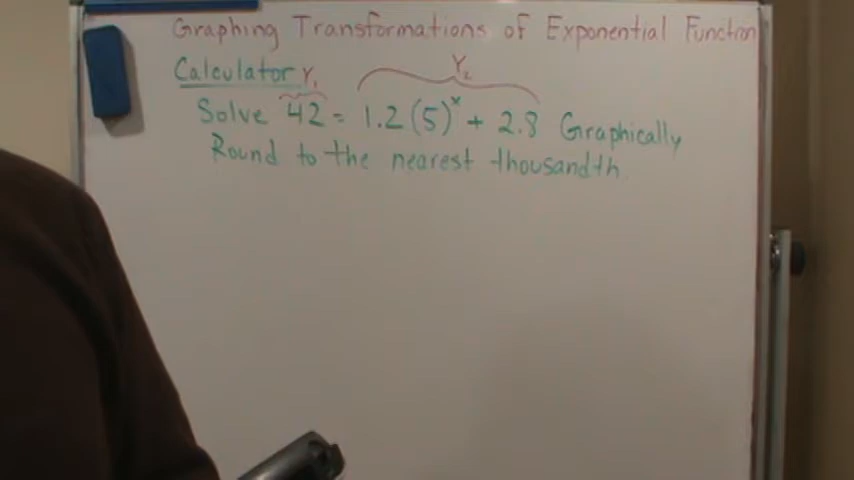 Graphing Transformations of Exponential Function
Calculator Y₁ Y₂
Solve 42 = 1.2(5)ˣ + 2.8 Graphically
Round to the nearest thousandth